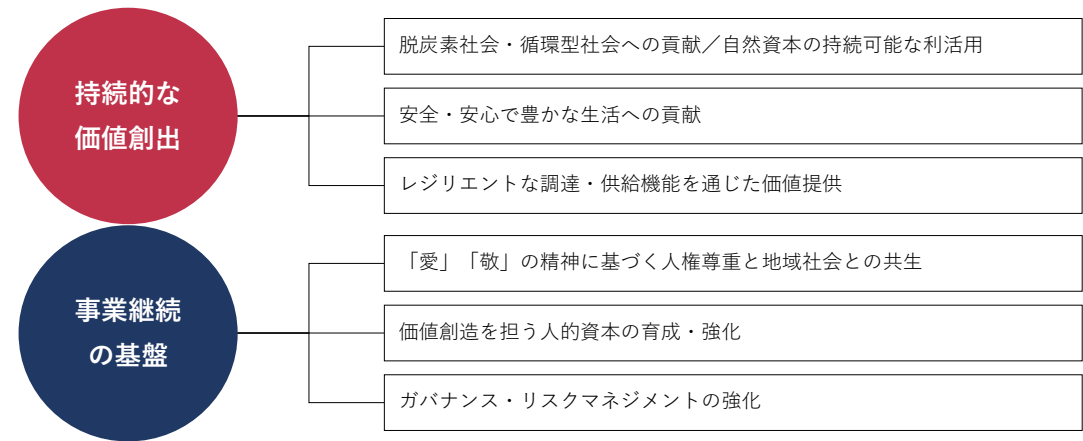 持続的な
価値創出
脱炭素社会・循環型社会への貢献／自然資本の持続可能な利活用
安全・安心で豊かな生活への貢献
レジリエントな調達・供給機能を通じた価値提供
事業継続
の基盤
「愛」「敬」の精神に基づく人権尊重と地域社会との共生
価値創造を担う人的資本の育成・強化
ガバナンス・リスクマネジメントの強化